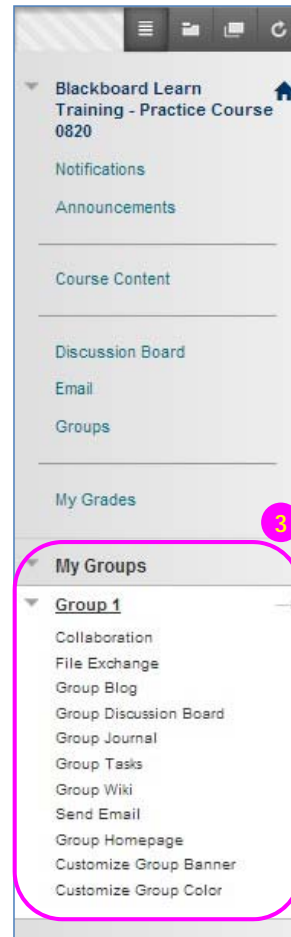 Blackboard Learn
Training - Practice Course
0820
Notifications
Announcements
Course Content
Discussion Board
Email
Groups
My Grades
3
My Groups
Group 1
Collaboration
File Exchange
Group Blog
Group Discussion Board
Group Journal
Group Tasks
Group Wiki
Send Email
Group Homepage
Customize Group Banner
Customize Group Color